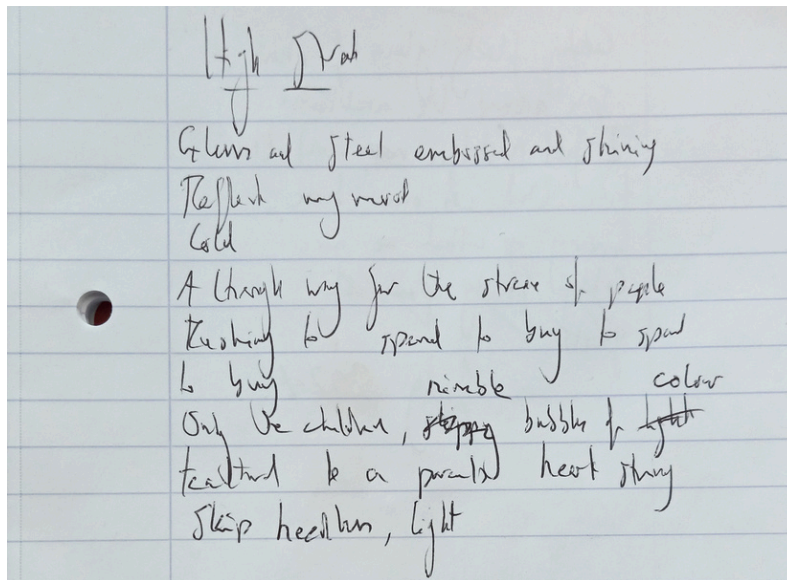 High Street
Glass and steel embossed and shining
Reflect my mood
Cold
A through way for the stream of people
Rushing to spend to buy to spend
to buy nimble colour
Only the children, skippy bubbles of light
to a heart string
Skip heedless, light